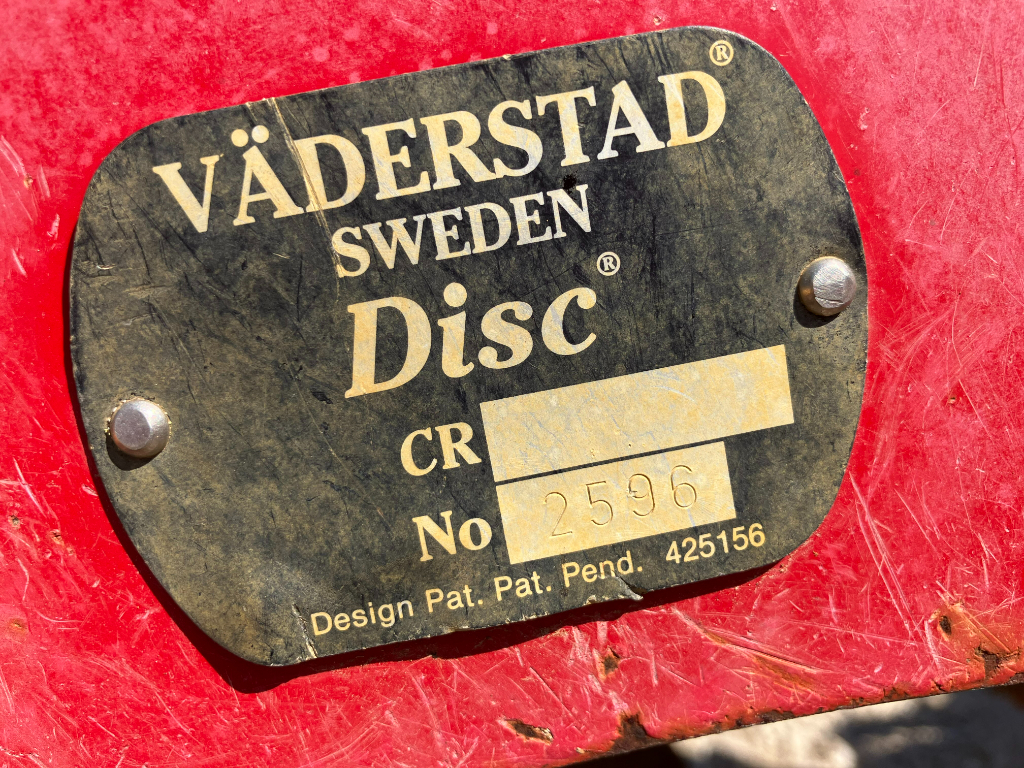 VÄDERSTAD®
SWEDEN
Disc®
CR
No 2596
Design Pat. Pat. Pend. 425156